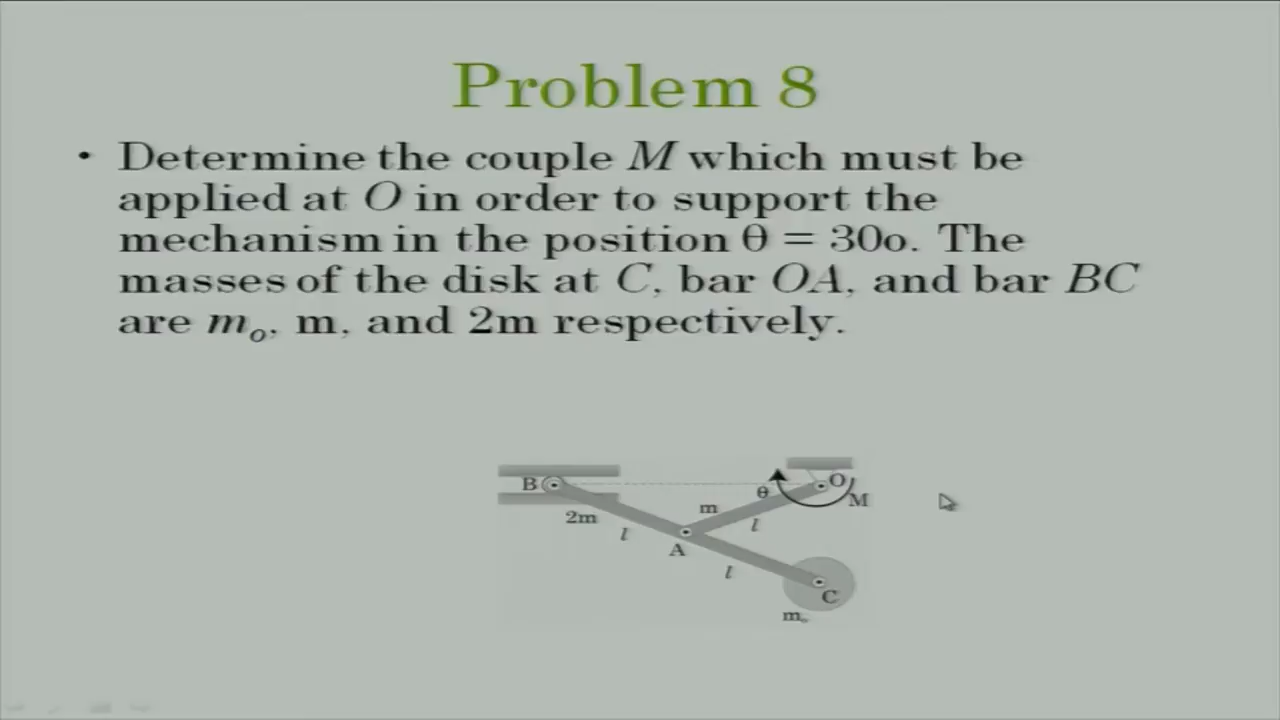 Problem 8
• Determine the couple M which must be
applied at O in order to support the
mechanism in the position θ = 30o. The
masses of the disk at C, bar OA, and bar BC
are mₒ, m, and 2m respectively.
B
θ
O
M
2m
m
l
l
A
l
C
mₒ